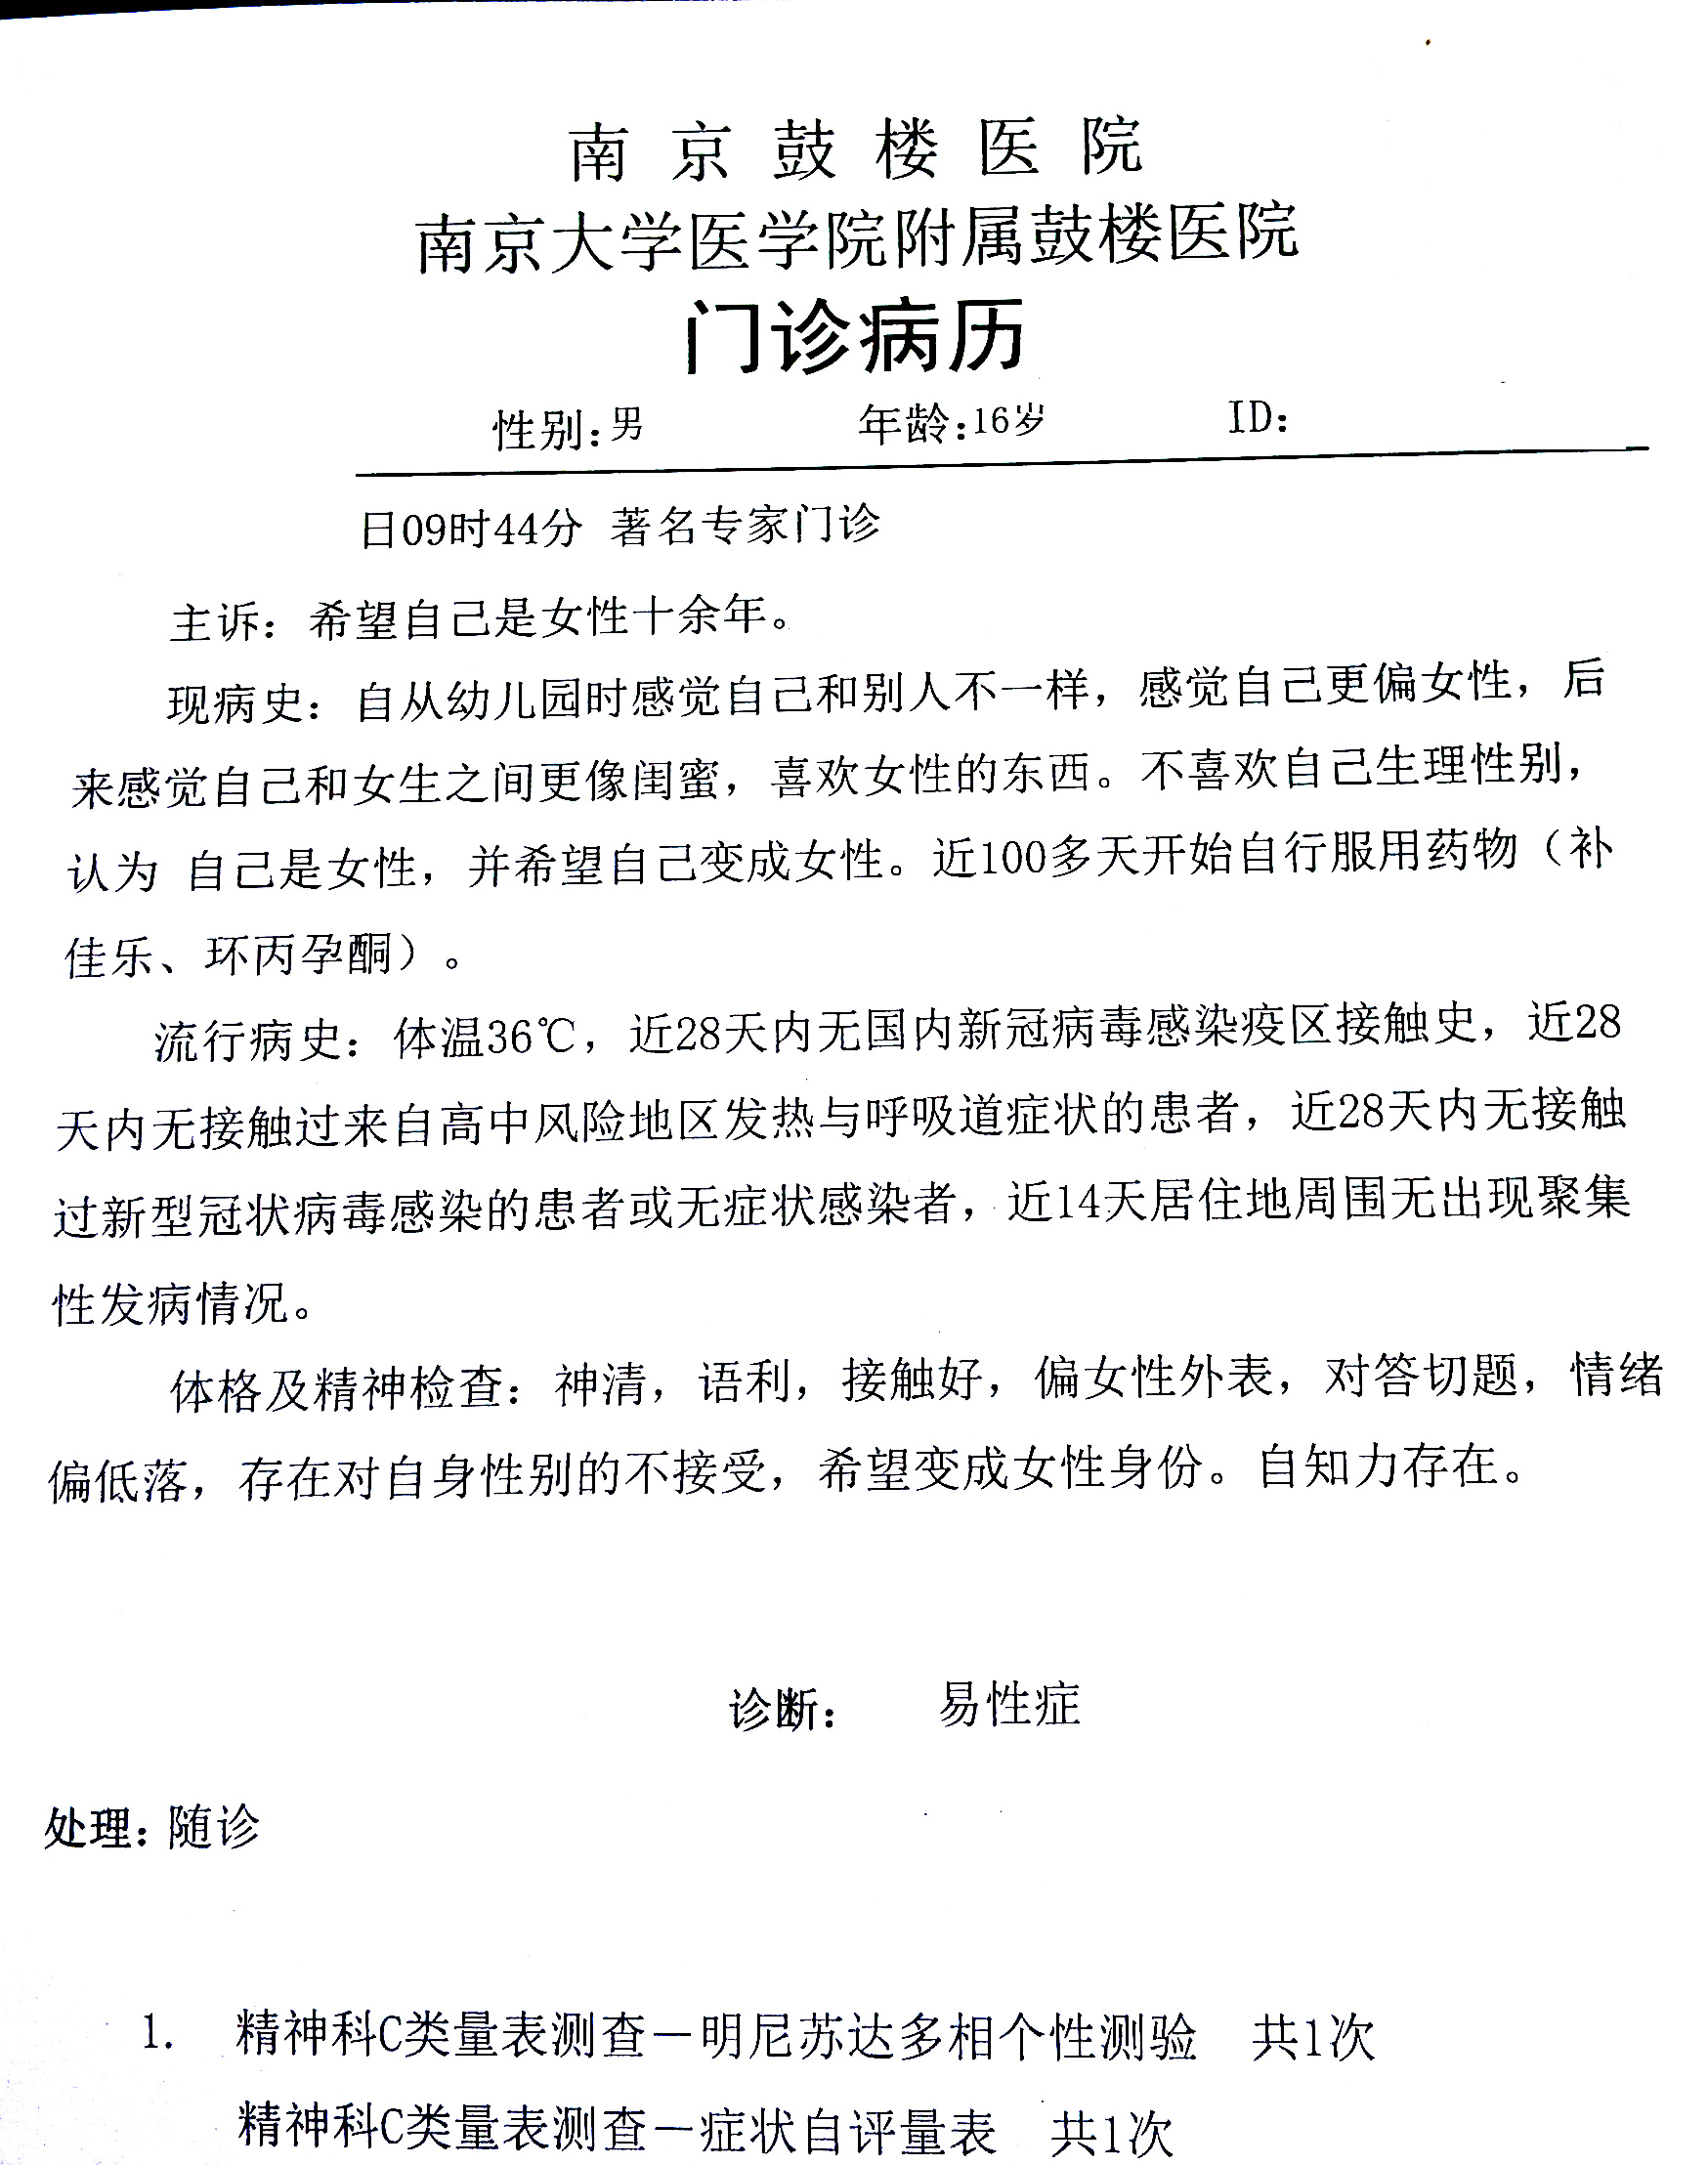 南京鼓楼医院
南京大学医学院附属鼓楼医院
门诊病历
性别:男 年龄:16岁 ID:
日09时44分 著名专家门诊
主诉：希望自己是女性十余年。
现病史：自从幼儿园时感觉自己和别人不一样，感觉自己更偏女性，后
来感觉自己和女生之间更像闺蜜，喜欢女性的东西。不喜欢自己生理性别，
认为 自己是女性，并希望自己变成女性。近100多天开始自行服用药物（补
佳乐、环丙孕酮）。
流行病史：体温36℃，近28天内无国内新冠病毒感染疫区接触史，近28
天内无接触过来自高中风险地区发热与呼吸道症状的患者，近28天内无接触
过新型冠状病毒感染的患者或无症状感染者，近14天居住地周围无出现聚集
性发病情况。
体格及精神检查：神清，语利，接触好，偏女性外表，对答切题，情绪
偏低落，存在对自身性别的不接受，希望变成女性身份。自知力存在。
诊断： 易性症
处理：随诊
1. 精神科C类量表测查－明尼苏达多相个性测验 共1次
精神科C类量表测查－症状自评量表 共1次